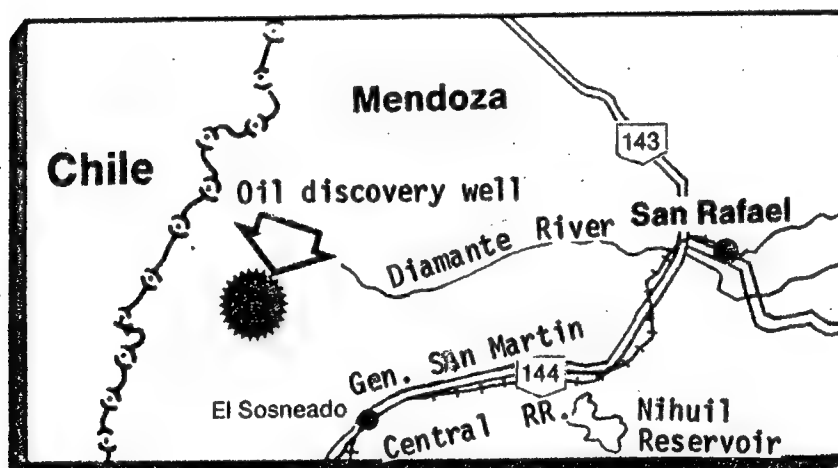 Mendoza
143
Chile
Oil discovery well
San Rafael
Diamante River
Gen. San Martin
144
El Sosneado
Central RR.
Nihuil
Reservoir